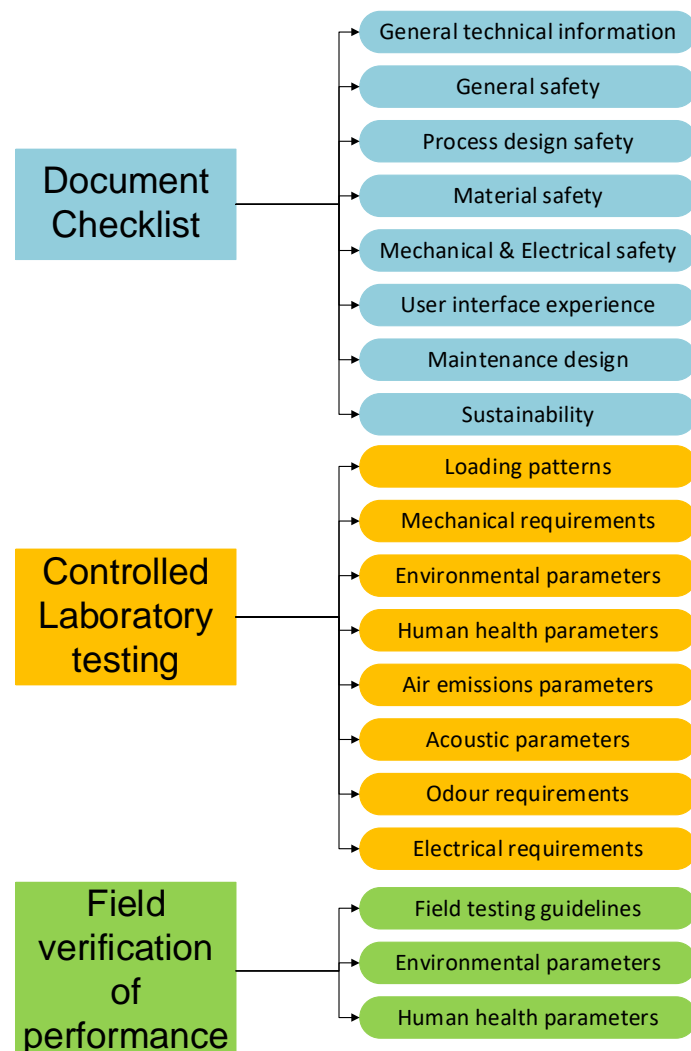 Document
Checklist
General technical information
General safety
Process design safety
Material safety
Mechanical & Electrical safety
User interface experience
Maintenance design
Sustainability
Controlled
Laboratory
testing
Loading patterns
Mechanical requirements
Environmental parameters
Human health parameters
Air emissions parameters
Acoustic parameters
Odour requirements
Electrical requirements
Field
verification
of
performance
Field testing guidelines
Environmental parameters
Human health parameters